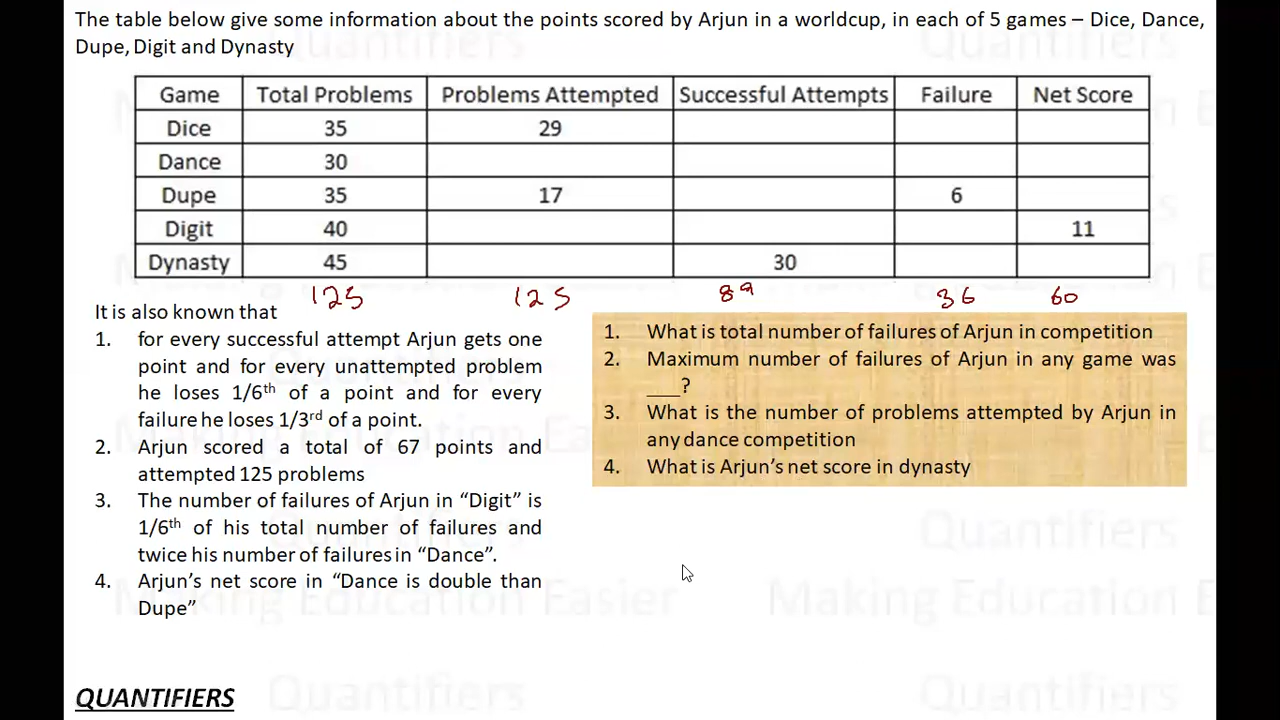 The table below give some information about the points scored by Arjun in a worldcup, in each of 5 games – Dice, Dance,
Dupe, Digit and Dynasty
Game Total Problems Problems Attempted Successful Attempts Failure Net Score
Dice 35 29
Dance 30
Dupe 35 17 6
Digit 40 11
Dynasty 45 30
125 125 89 36 60
It is also known that
1. for every successful attempt Arjun gets one
point and for every unattempted problem
he loses 1/6th of a point and for every
failure he loses 1/3rd of a point.
2. Arjun scored a total of 67 points and
attempted 125 problems
3. The number of failures of Arjun in “Digit” is
1/6th of his total number of failures and
twice his number of failures in “Dance”.
4. Arjun’s net score in “Dance is double than
Dupe”
1. What is total number of failures of Arjun in competition
2. Maximum number of failures of Arjun in any game was
___?
3. What is the number of problems attempted by Arjun in
any dance competition
4. What is Arjun’s net score in dynasty
Quantifiers
Making Education Easier
QUANTIFIERS